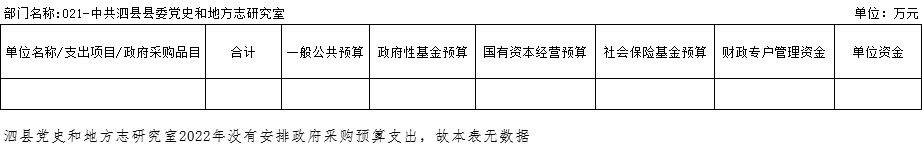 部门名称:021-中共泗县县委党史和地方志研究室 单位：万元
单位名称/支出项目/政府采购品目 合计 一般公共预算 政府性基金预算 国有资本经营预算 社会保险基金预算 财政专户管理资金 单位资金
泗县党史和地方志研究室2022年没有安排政府采购预算支出，故本表无数据